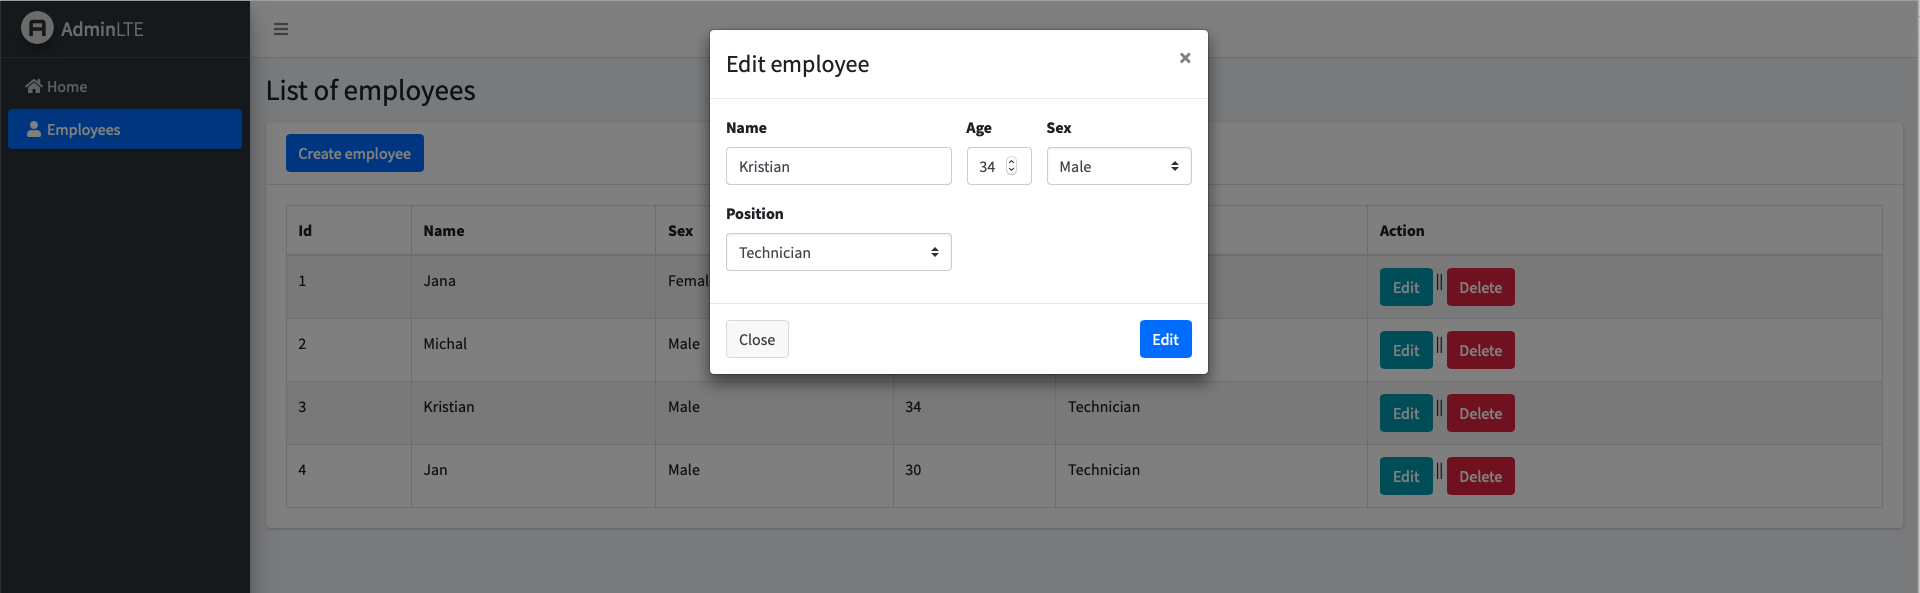 AdminLTE
Home
Employees
List of employees
Create employee
Edit employee
×
Name Age Sex
Kristian 34 Male
Position
Technician
Close Edit
Id Name Sex Action
1 Jana Femal Edit || Delete
2 Michal Male Edit || Delete
3 Kristian Male 34 Technician Edit || Delete
4 Jan Male 30 Technician Edit || Delete